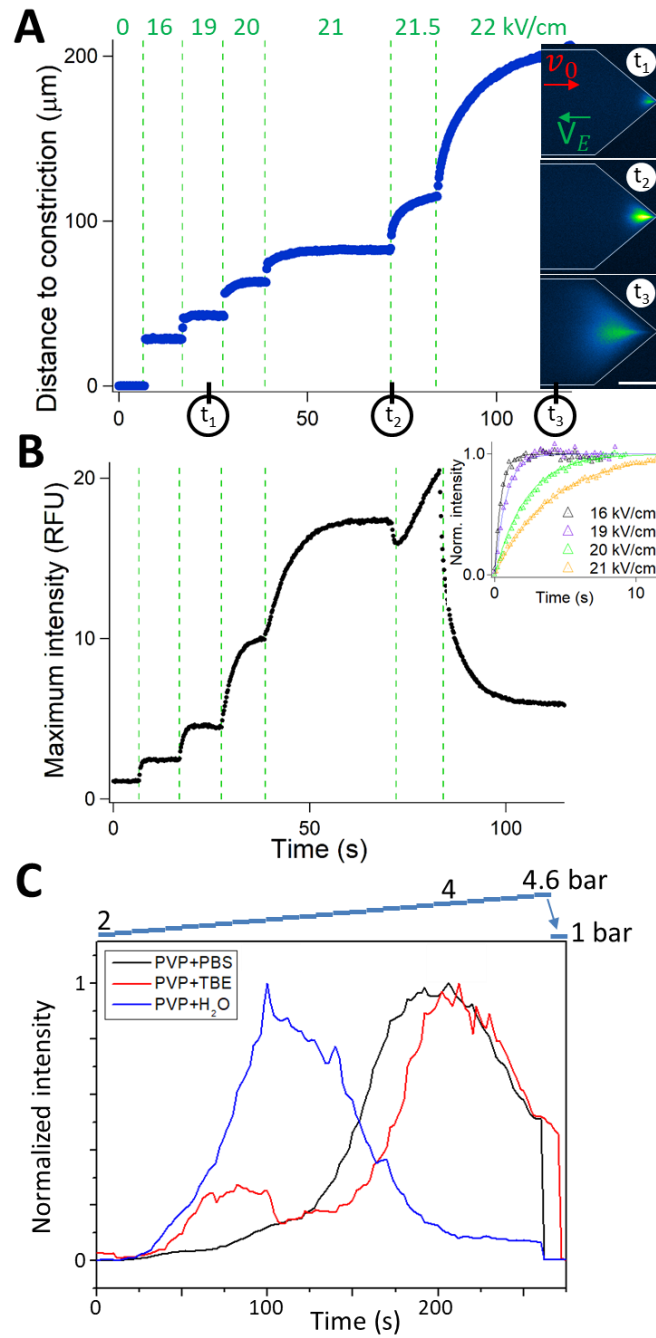 A
0 16 19 20 21 21.5 22 kV/cm
200
100
0
Distance to constriction (μm)
v₀
V_E
t₁
t₂
t₃
0 50 100
t₁ t₂ t₃
B
20
10
0
Maximum intensity (RFU)
0 50 100
Time (s)
1.0
0.0
Norm. intensity
16 kV/cm
19 kV/cm
20 kV/cm
21 kV/cm
0 10
Time (s)
C
2 4 4.6 bar
1 bar
PVP+PBS
PVP+TBE
PVP+H₂O
1
0
Normalized intensity
0 100 200
Time (s)